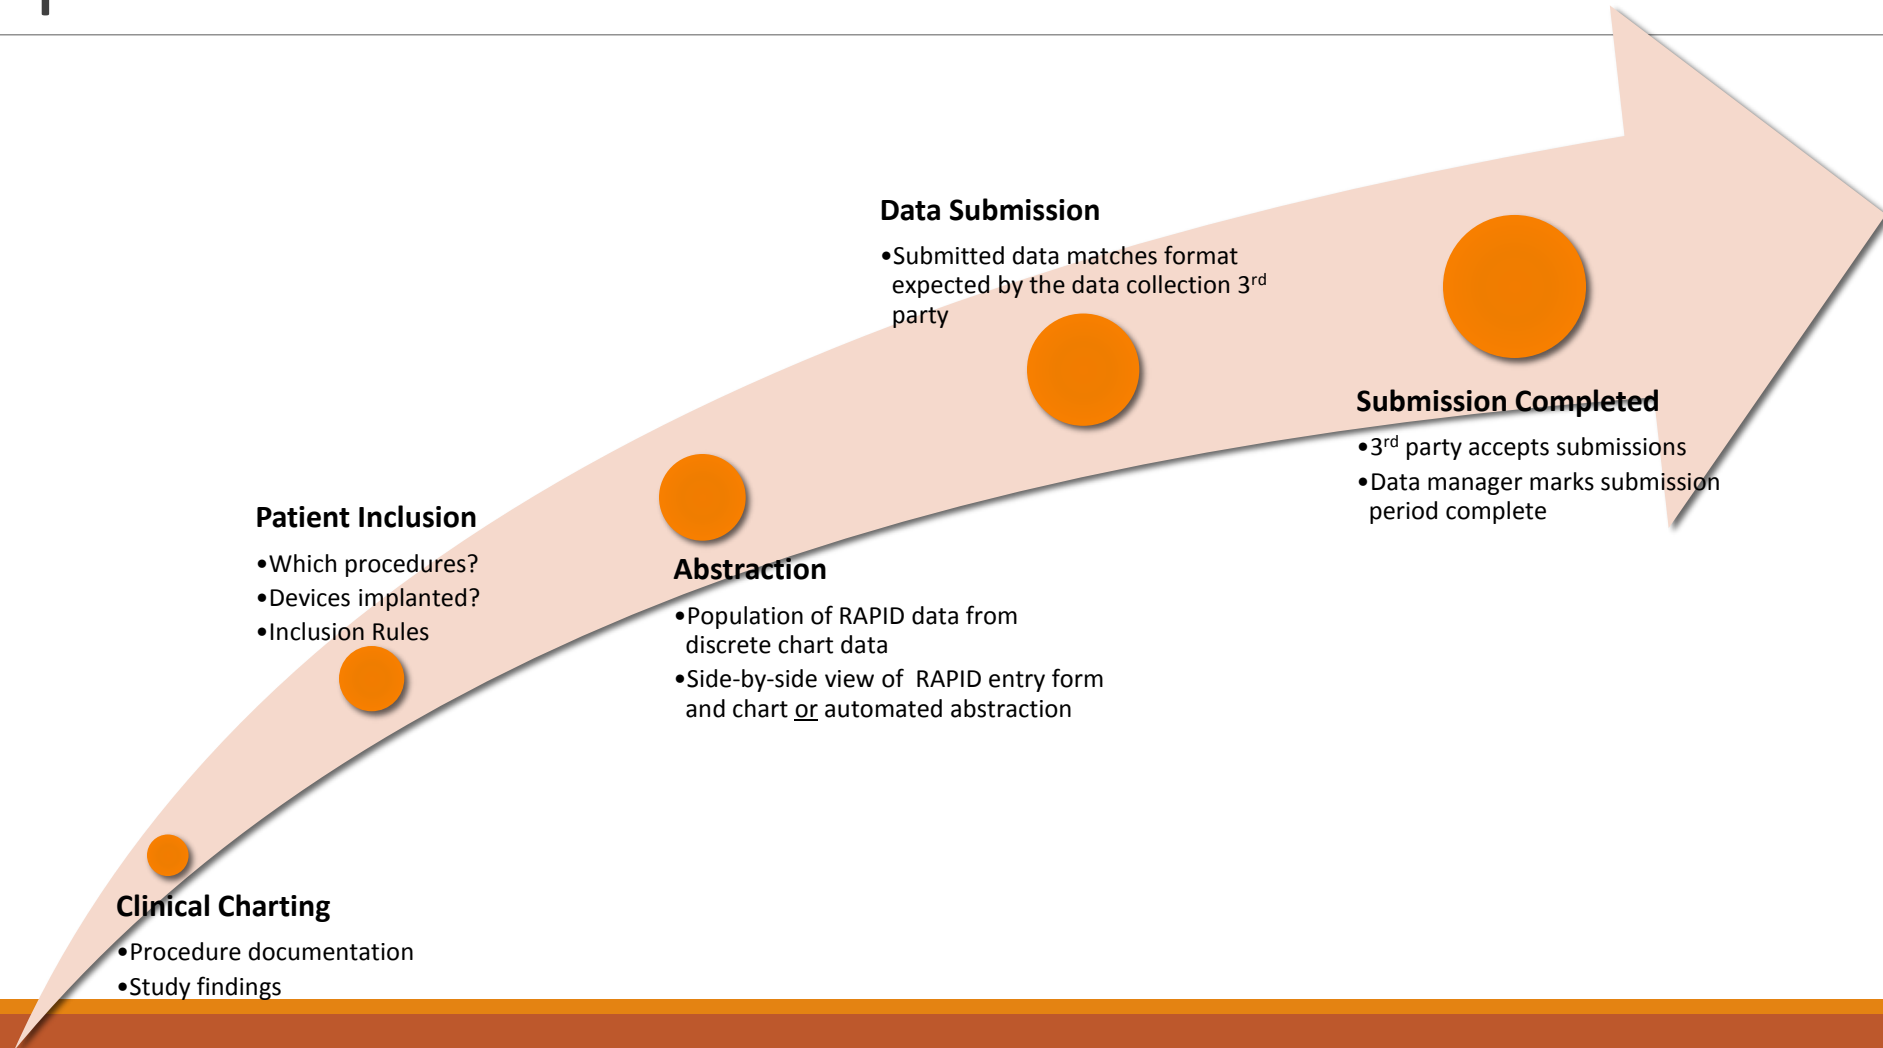 Clinical Charting
•Procedure documentation
•Study findings
Patient Inclusion
•Which procedures?
•Devices implanted?
•Inclusion Rules
Abstraction
•Population of RAPID data from
discrete chart data
•Side-by-side view of  RAPID entry form
and chart or automated abstraction
Data Submission
•Submitted data matches format
expected by the data collection 3rd
party
Submission Completed
•3rd party accepts submissions
•Data manager marks submission
period complete